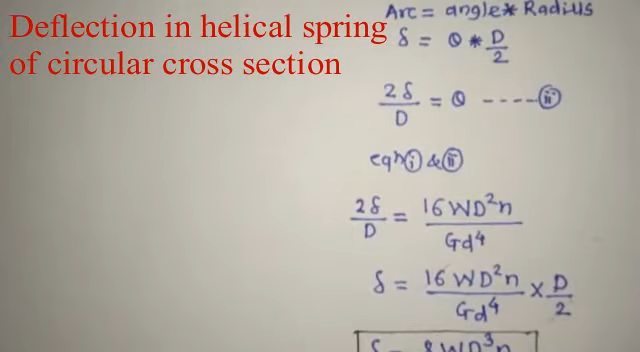 Deflection in helical spring
of circular cross section
Arc = angle * Radius
δ = θ * D/2
2δ/D = θ ----(ii)
eqn (i) & (ii)
2δ/D = 16WD²n/Gd⁴
δ = 16WD²n/Gd⁴ × D/2
δ = 8WD³n